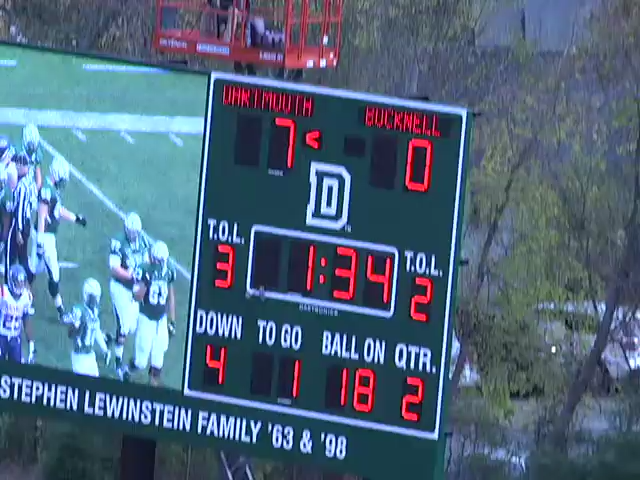 DARTMOUTH BUCKNELL
7 < 0
D
T.O.L. T.O.L.
3 1:34 2
DOWN TO GO BALL ON QTR.
4 1 18 2
STEPHEN LEWINSTEIN FAMILY '63 & '98